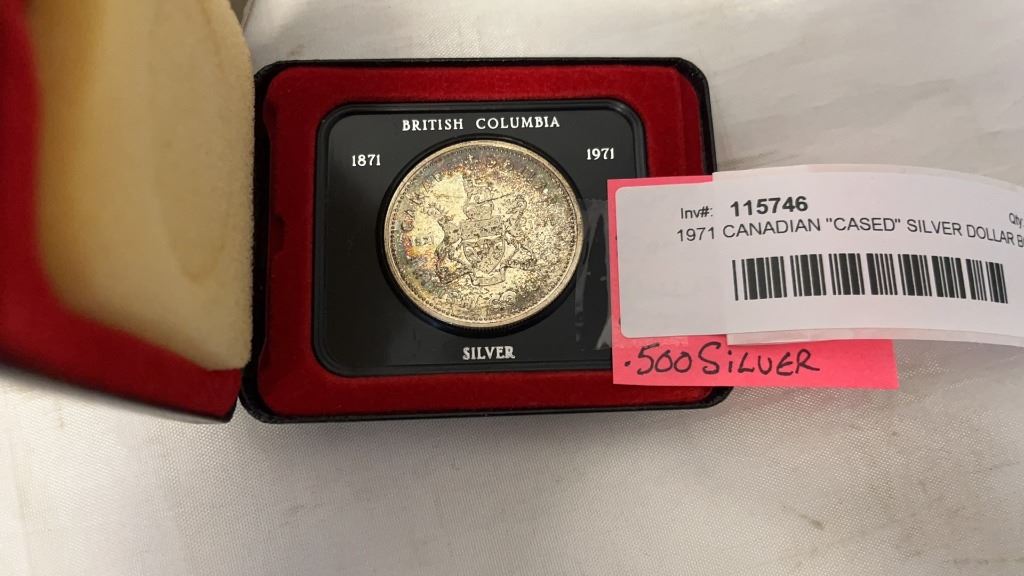 BRITISH COLUMBIA
1871 1971
SILVER
Inv#: 115746 Qty
1971 CANADIAN "CASED" SILVER DOLLAR
.500 SiLVER